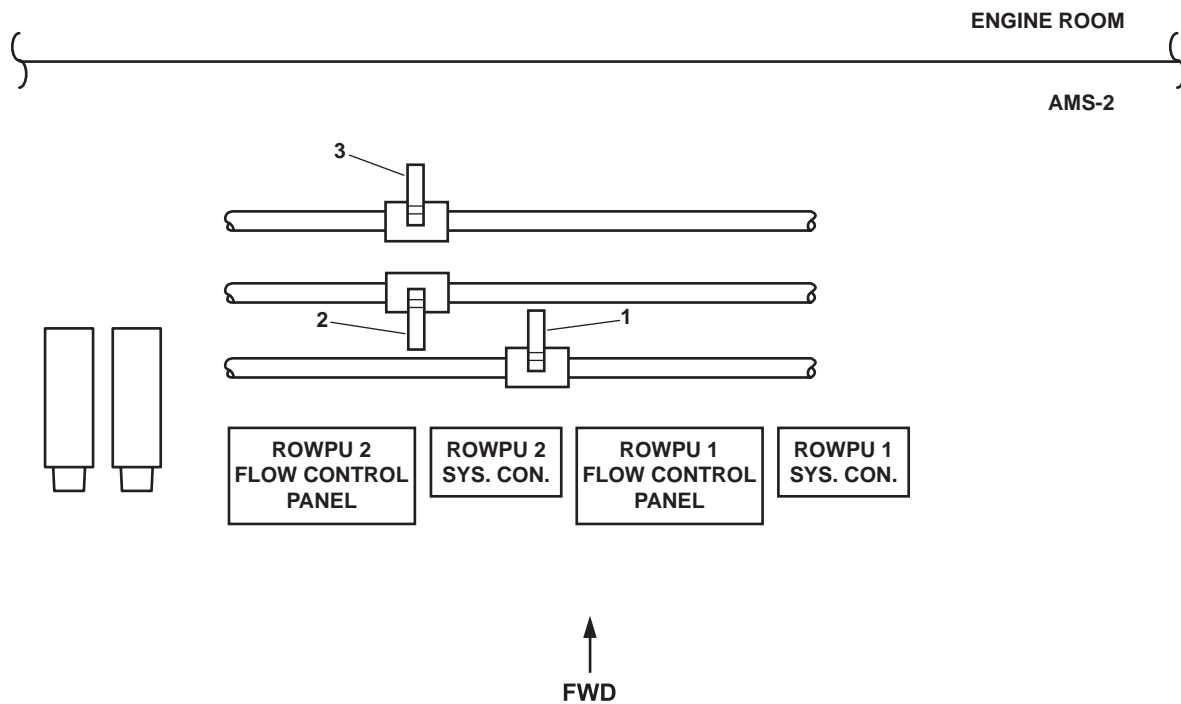 ENGINE ROOM
AMS-2
3
2
1
ROWPU 2
FLOW CONTROL
PANEL
ROWPU 2
SYS. CON.
ROWPU 1
FLOW CONTROL
PANEL
ROWPU 1
SYS. CON.
FWD